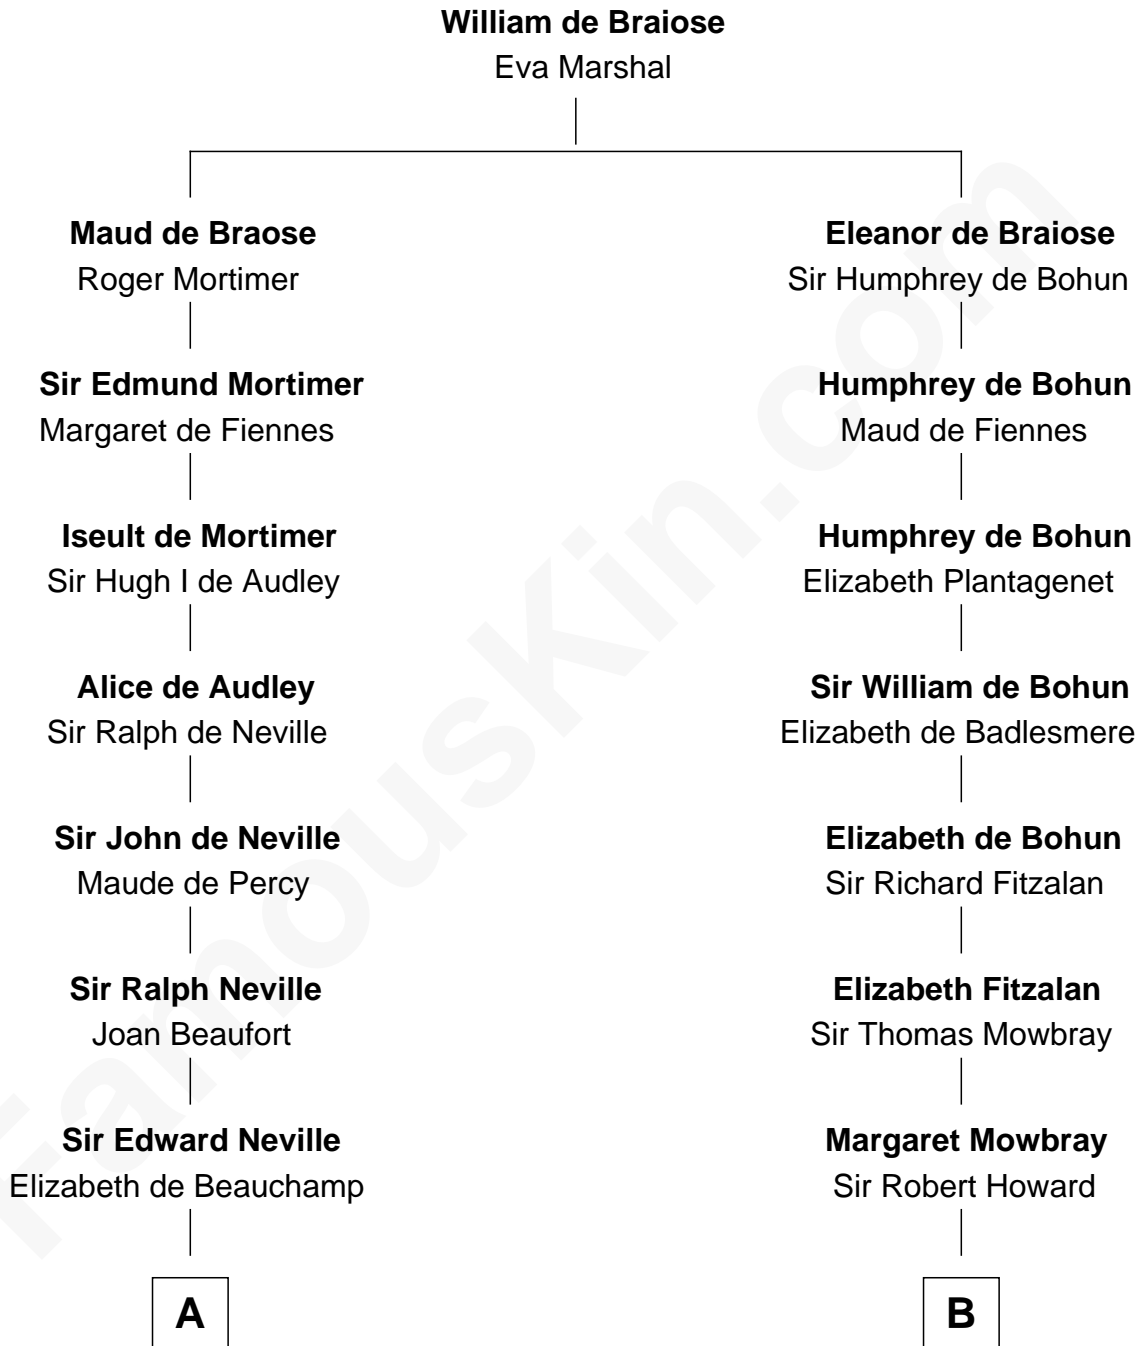 William de Braiose
Eva Marshal
Maud de Braose
Roger Mortimer
Eleanor de Braiose
Sir Humphrey de Bohun
Sir Edmund Mortimer
Margaret de Fiennes
Humphrey de Bohun
Maud de Fiennes
Iseult de Mortimer
Sir Hugh I de Audley
Humphrey de Bohun
Elizabeth Plantagenet
Alice de Audley
Sir Ralph de Neville
Sir William de Bohun
Elizabeth de Badlesmere
Sir John de Neville
Maude de Percy
Elizabeth de Bohun
Sir Richard Fitzalan
Sir Ralph Neville
Joan Beaufort
Elizabeth Fitzalan
Sir Thomas Mowbray
Sir Edward Neville
Elizabeth de Beauchamp
Margaret Mowbray
Sir Robert Howard
A
B
FamousKin.com